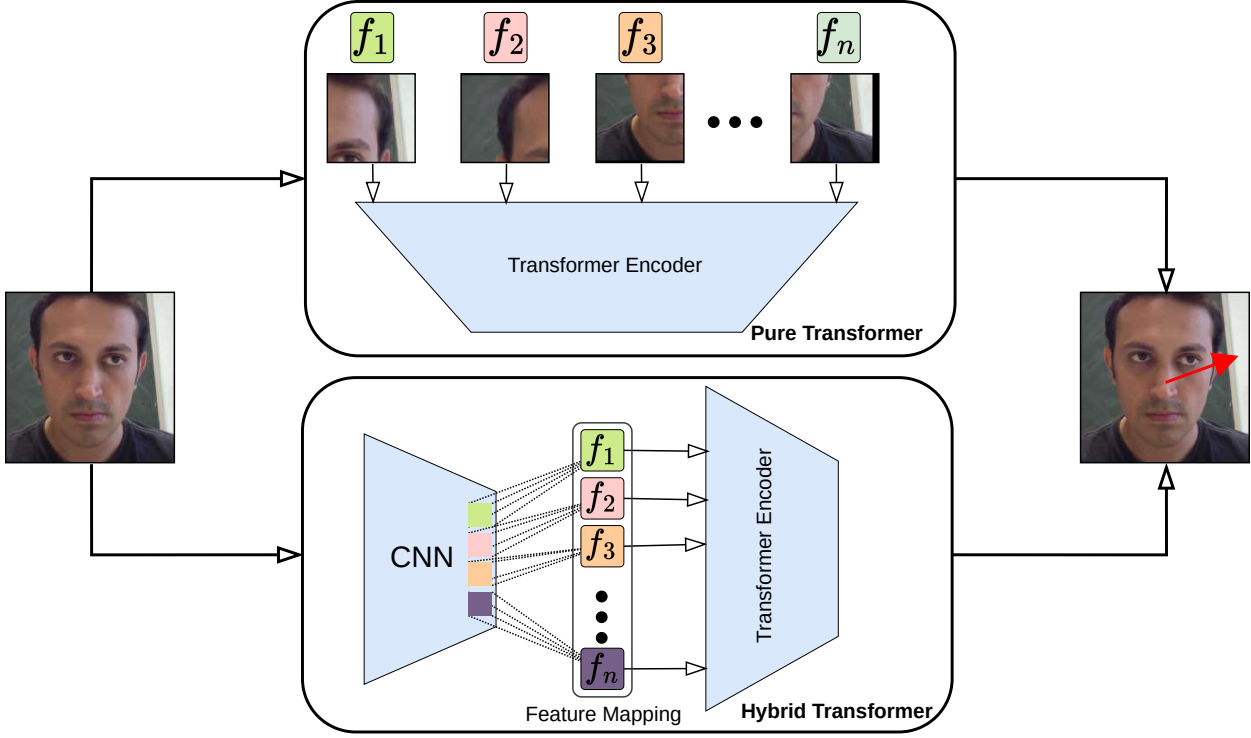 f1 f2 f3 fn
Transformer Encoder
Pure Transformer
CNN
f1
f2
f3
fn
Transformer Encoder
Feature Mapping
Hybrid Transformer